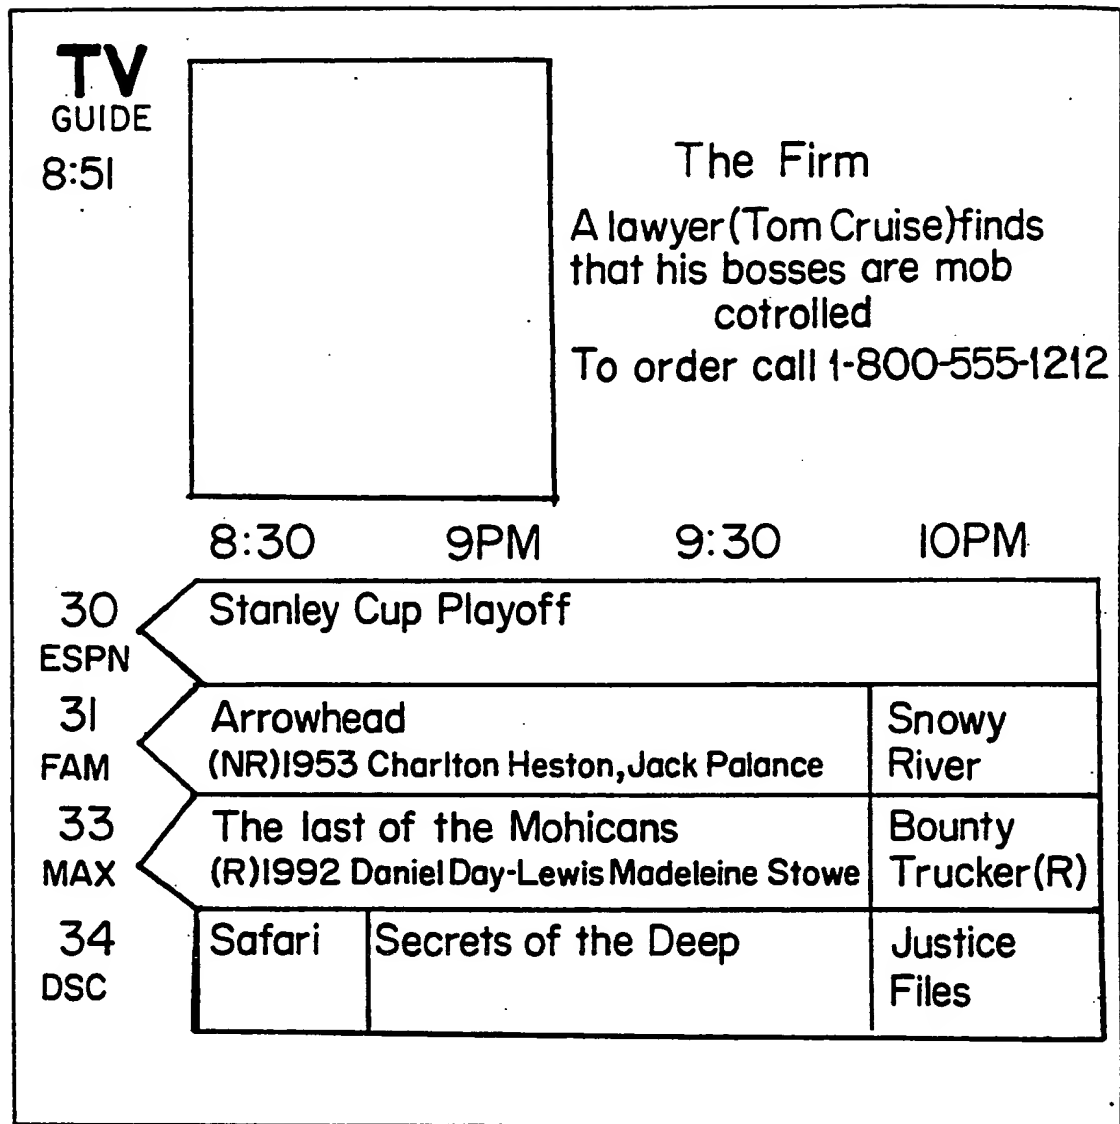 TV
GUIDE
8:51
The Firm
A lawyer(Tom Cruise)finds
that his bosses are mob
cotrolled
To order call 1-800-555-1212
8:30 9PM 9:30 10PM
30 Stanley Cup Playoff
ESPN
31 Arrowhead Snowy
FAM (NR)1953 Charlton Heston,Jack Palance River
33 The last of the Mohicans Bounty
MAX (R)1992 Daniel Day-Lewis Madeleine Stowe Trucker(R)
34 Safari Secrets of the Deep Justice
DSC Files